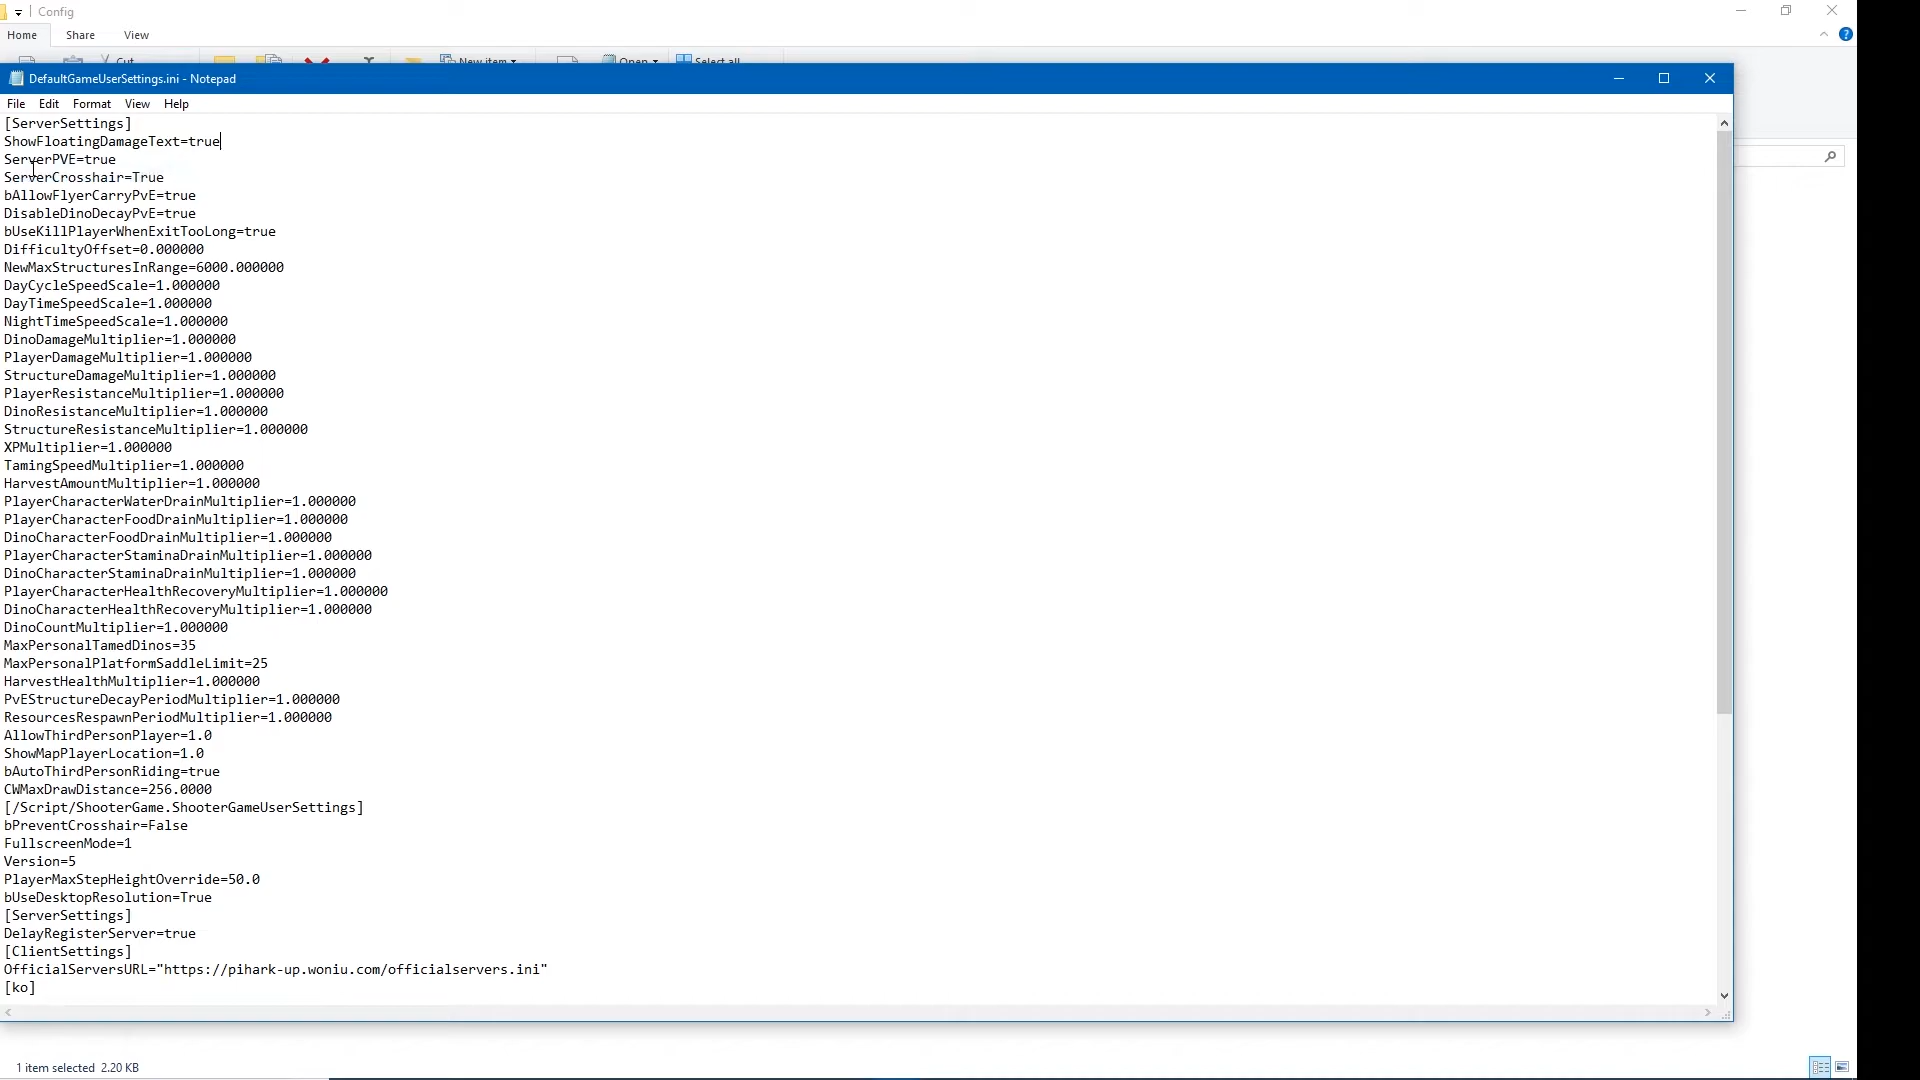 Config
Home Share View
Cut New item Open Select all
DefaultGameUserSettings.ini - Notepad
File Edit Format View Help
[ServerSettings]
ShowFloatingDamageText=true
ServerPVE=true
ServerCrosshair=True
bAllowFlyerCarryPvE=true
DisableDinoDecayPvE=true
bUseKillPlayerWhenExitTooLong=true
DifficultyOffset=0.000000
NewMaxStructuresInRange=6000.000000
DayCycleSpeedScale=1.000000
DayTimeSpeedScale=1.000000
NightTimeSpeedScale=1.000000
DinoDamageMultiplier=1.000000
PlayerDamageMultiplier=1.000000
StructureDamageMultiplier=1.000000
PlayerResistanceMultiplier=1.000000
DinoResistanceMultiplier=1.000000
StructureResistanceMultiplier=1.000000
XPMultiplier=1.000000
TamingSpeedMultiplier=1.000000
HarvestAmountMultiplier=1.000000
PlayerCharacterWaterDrainMultiplier=1.000000
PlayerCharacterFoodDrainMultiplier=1.000000
DinoCharacterFoodDrainMultiplier=1.000000
PlayerCharacterStaminaDrainMultiplier=1.000000
DinoCharacterStaminaDrainMultiplier=1.000000
PlayerCharacterHealthRecoveryMultiplier=1.000000
DinoCharacterHealthRecoveryMultiplier=1.000000
DinoCountMultiplier=1.000000
MaxPersonalTamedDinos=35
MaxPersonalPlatformSaddleLimit=25
HarvestHealthMultiplier=1.000000
PvEStructureDecayPeriodMultiplier=1.000000
ResourcesRespawnPeriodMultiplier=1.000000
AllowThirdPersonPlayer=1.0
ShowMapPlayerLocation=1.0
bAutoThirdPersonRiding=true
CWMaxDrawDistance=256.0000
[/Script/ShooterGame.ShooterGameUserSettings]
bPreventCrosshair=False
FullscreenMode=1
Version=5
PlayerMaxStepHeightOverride=50.0
bUseDesktopResolution=True
[ServerSettings]
DelayRegisterServer=true
[ClientSettings]
OfficialServersURL="https://pihark-up.woniu.com/officialservers.ini"
[ko]
1 item selected 2.20 KB